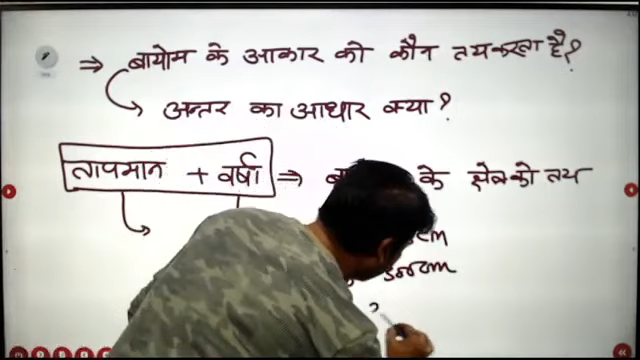 ⇒ बायोम के आकार को कौन तय करता है?
→ अन्तर का आधार क्या?
तापमान + वर्षा ⇒ के क्षेत्र को तय